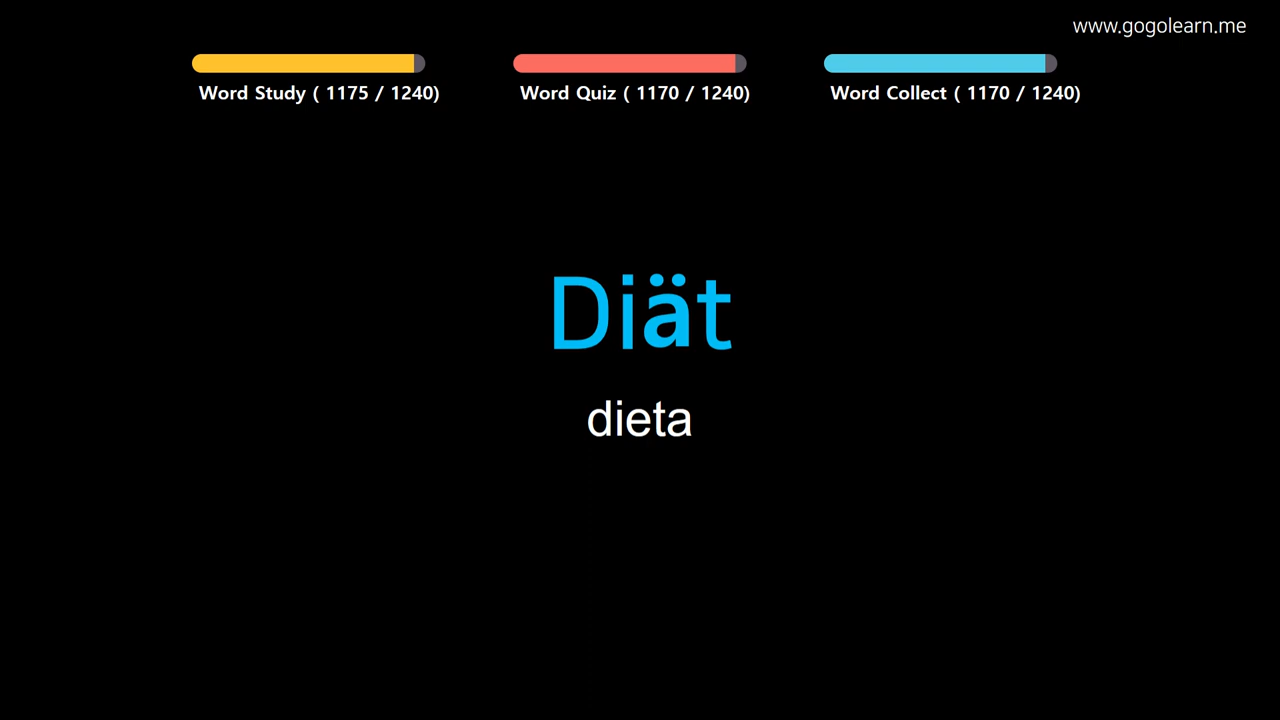 www.gogolearn.me
Word Study ( 1175 / 1240)
Word Quiz ( 1170 / 1240)
Word Collect ( 1170 / 1240)
Diät
dieta